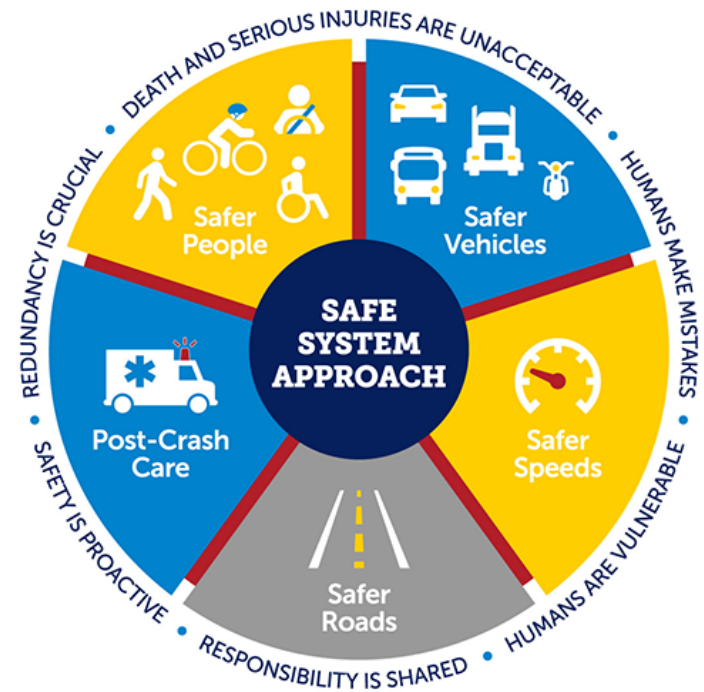 DEATH AND SERIOUS INJURIES ARE UNACCEPTABLE
HUMANS MAKE MISTAKES
HUMANS ARE VULNERABLE
RESPONSIBILITY IS SHARED
SAFETY IS PROACTIVE
REDUNDANCY IS CRUCIAL
Safer
People
Safer
Vehicles
SAFE
SYSTEM
APPROACH
Safer
Speeds
Safer
Roads
Post-Crash
Care